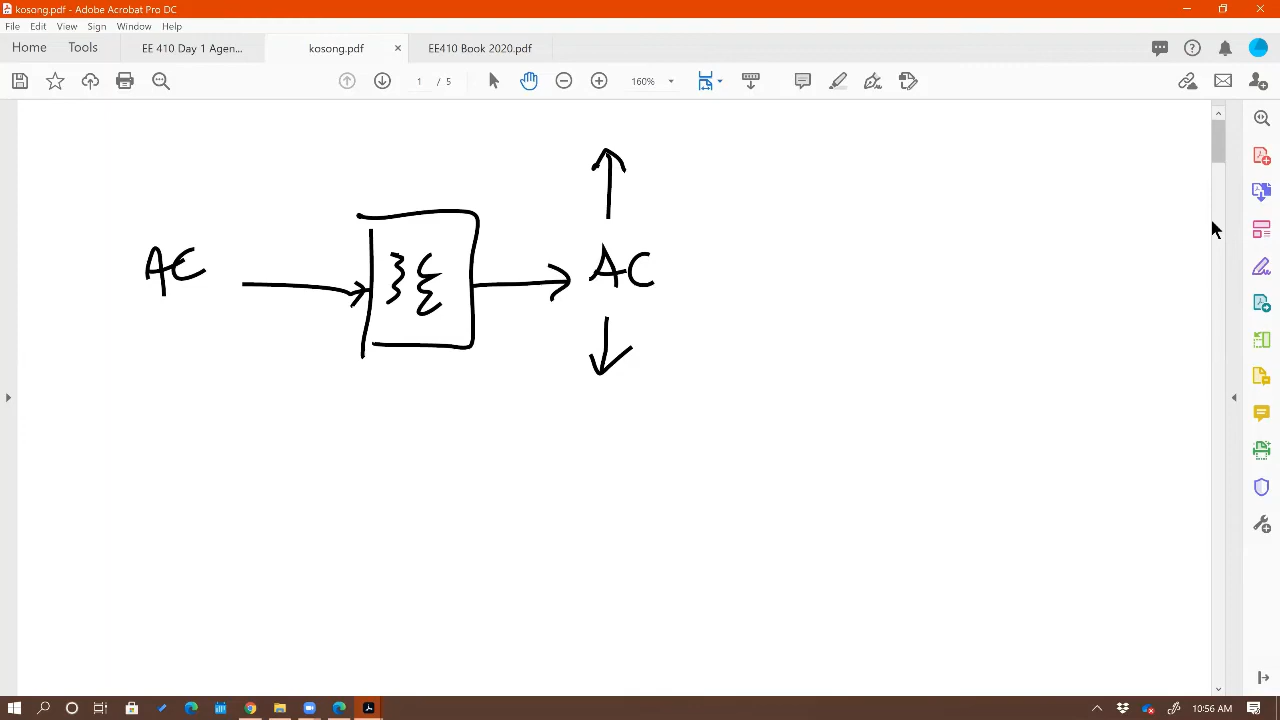 kosong.pdf - Adobe Acrobat Pro DC
File Edit View Sign Window Help
Home Tools EE 410 Day 1 Agen... kosong.pdf × EE410 Book 2020.pdf
1 / 5 160%
AC AC
10:56 AM